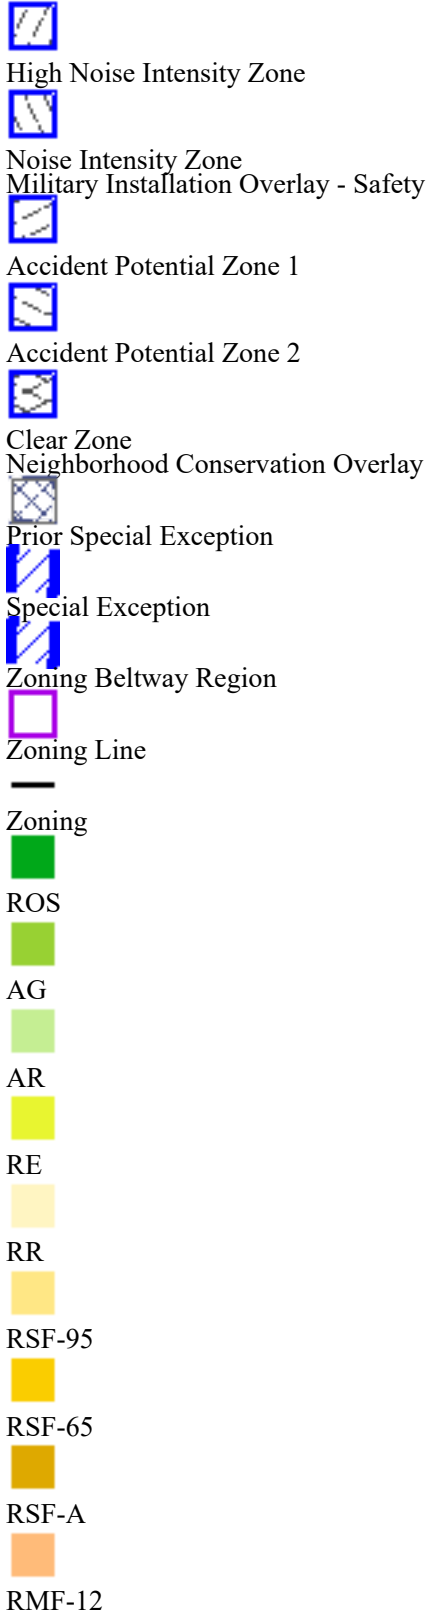 High Noise Intensity Zone
Noise Intensity Zone
Military Installation Overlay - Safety
Accident Potential Zone 1
Accident Potential Zone 2
Clear Zone
Neighborhood Conservation Overlay
Prior Special Exception
Special Exception
Zoning Beltway Region
Zoning Line
Zoning
ROS
AG
AR
RE
RR
RSF-95
RSF-65
RSF-A
RMF-12